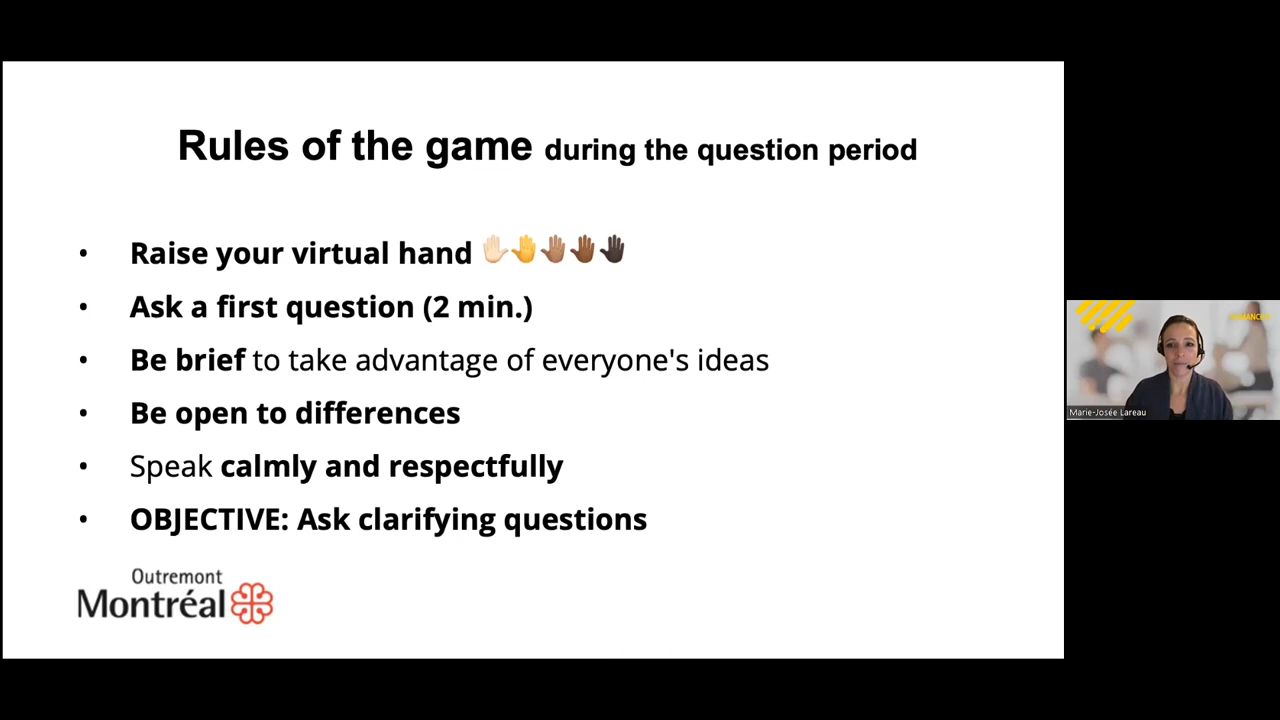 Rules of the game during the question period
• Raise your virtual hand 🖐🏻🤚🖐🏽🖐🏾🤚🏿
• Ask a first question (2 min.)
• Be brief to take advantage of everyone's ideas
• Be open to differences
• Speak calmly and respectfully
• OBJECTIVE: Ask clarifying questions
Outremont
Montréal
Marie-Josée Lareau